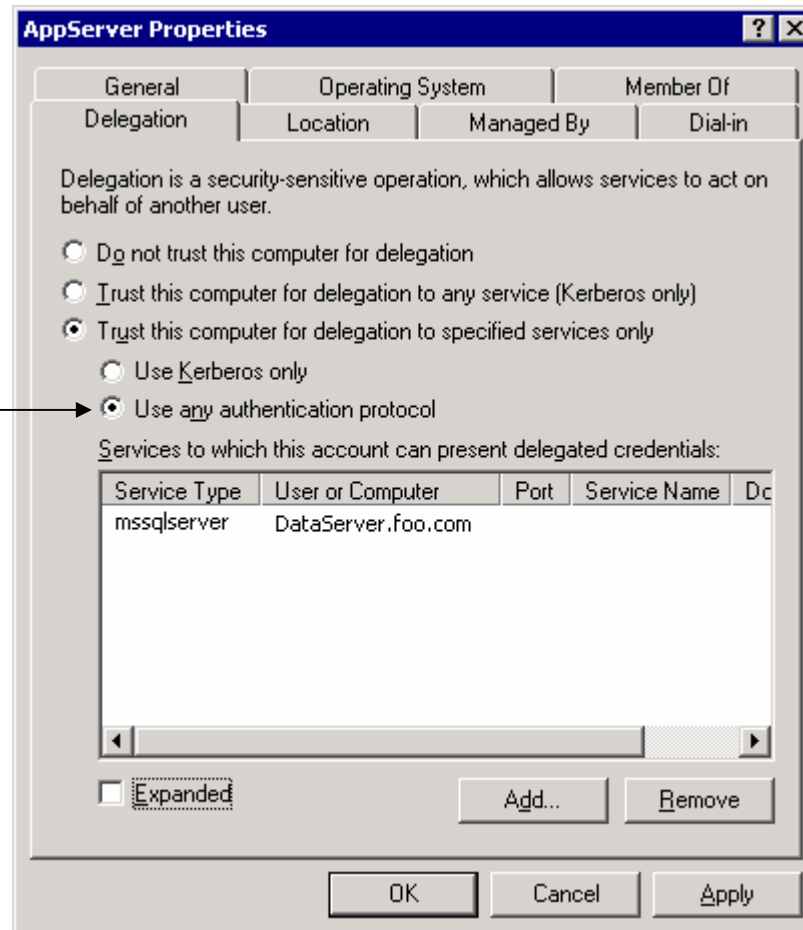 AppServer Properties
General Operating System Member Of
Delegation Location Managed By Dial-in
Delegation is a security-sensitive operation, which allows services to act on
behalf of another user.
Do not trust this computer for delegation
Trust this computer for delegation to any service (Kerberos only)
Trust this computer for delegation to specified services only
Use Kerberos only
Use any authentication protocol
Services to which this account can present delegated credentials:
Service Type User or Computer Port Service Name Dc
mssqlserver DataServer.foo.com
Expanded Add... Remove
OK Cancel Apply